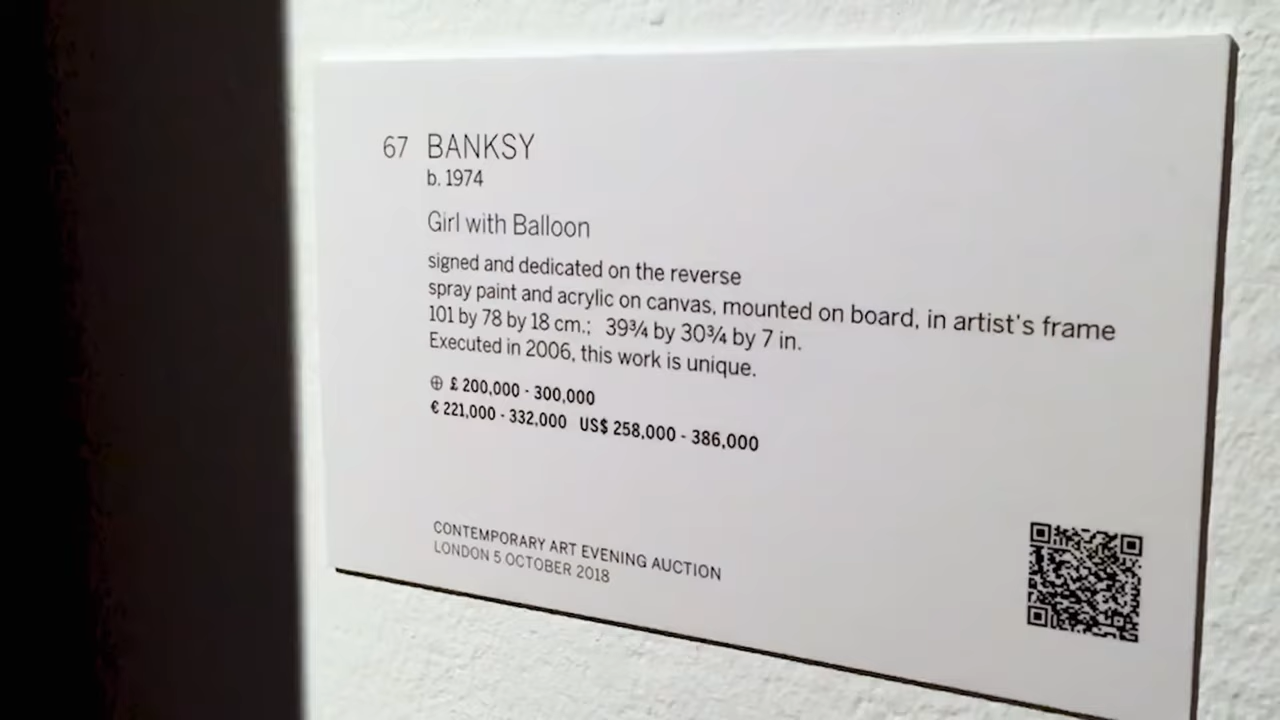 67 BANKSY
b. 1974
Girl with Balloon
signed and dedicated on the reverse
spray paint and acrylic on canvas, mounted on board, in artist's frame
101 by 78 by 18 cm.; 39¾ by 30¾ by 7 in.
Executed in 2006, this work is unique.
⊕ £ 200,000 - 300,000
€ 221,000 - 332,000 US$ 258,000 - 386,000
CONTEMPORARY ART EVENING AUCTION
LONDON 5 OCTOBER 2018